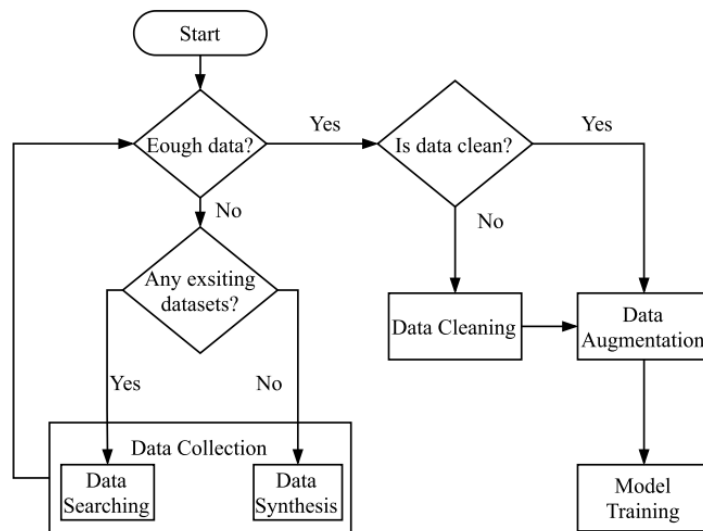 Start
Eough data?
Yes
Is data clean?
Yes
No
No
Any exsiting
datasets?
Data Cleaning
Data
Augmentation
Yes
No
Data Collection
Data
Searching
Data
Synthesis
Model
Training